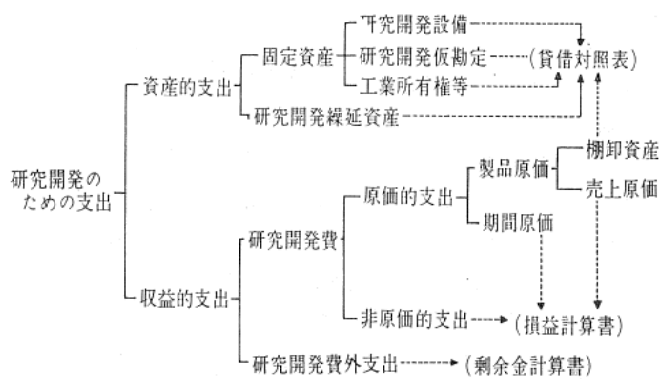 研究開発設備
固定資産
研究開発仮勘定
(貸借対照表)
資産的支出
工業所有権等
研究開発繰延資産
棚卸資産
製品原価
研究開発の
ための支出
原価的支出
売上原価
期間原価
研究開発費
収益的支出
非原価的支出
(損益計算書)
研究開発費外支出
(剰余金計算書)